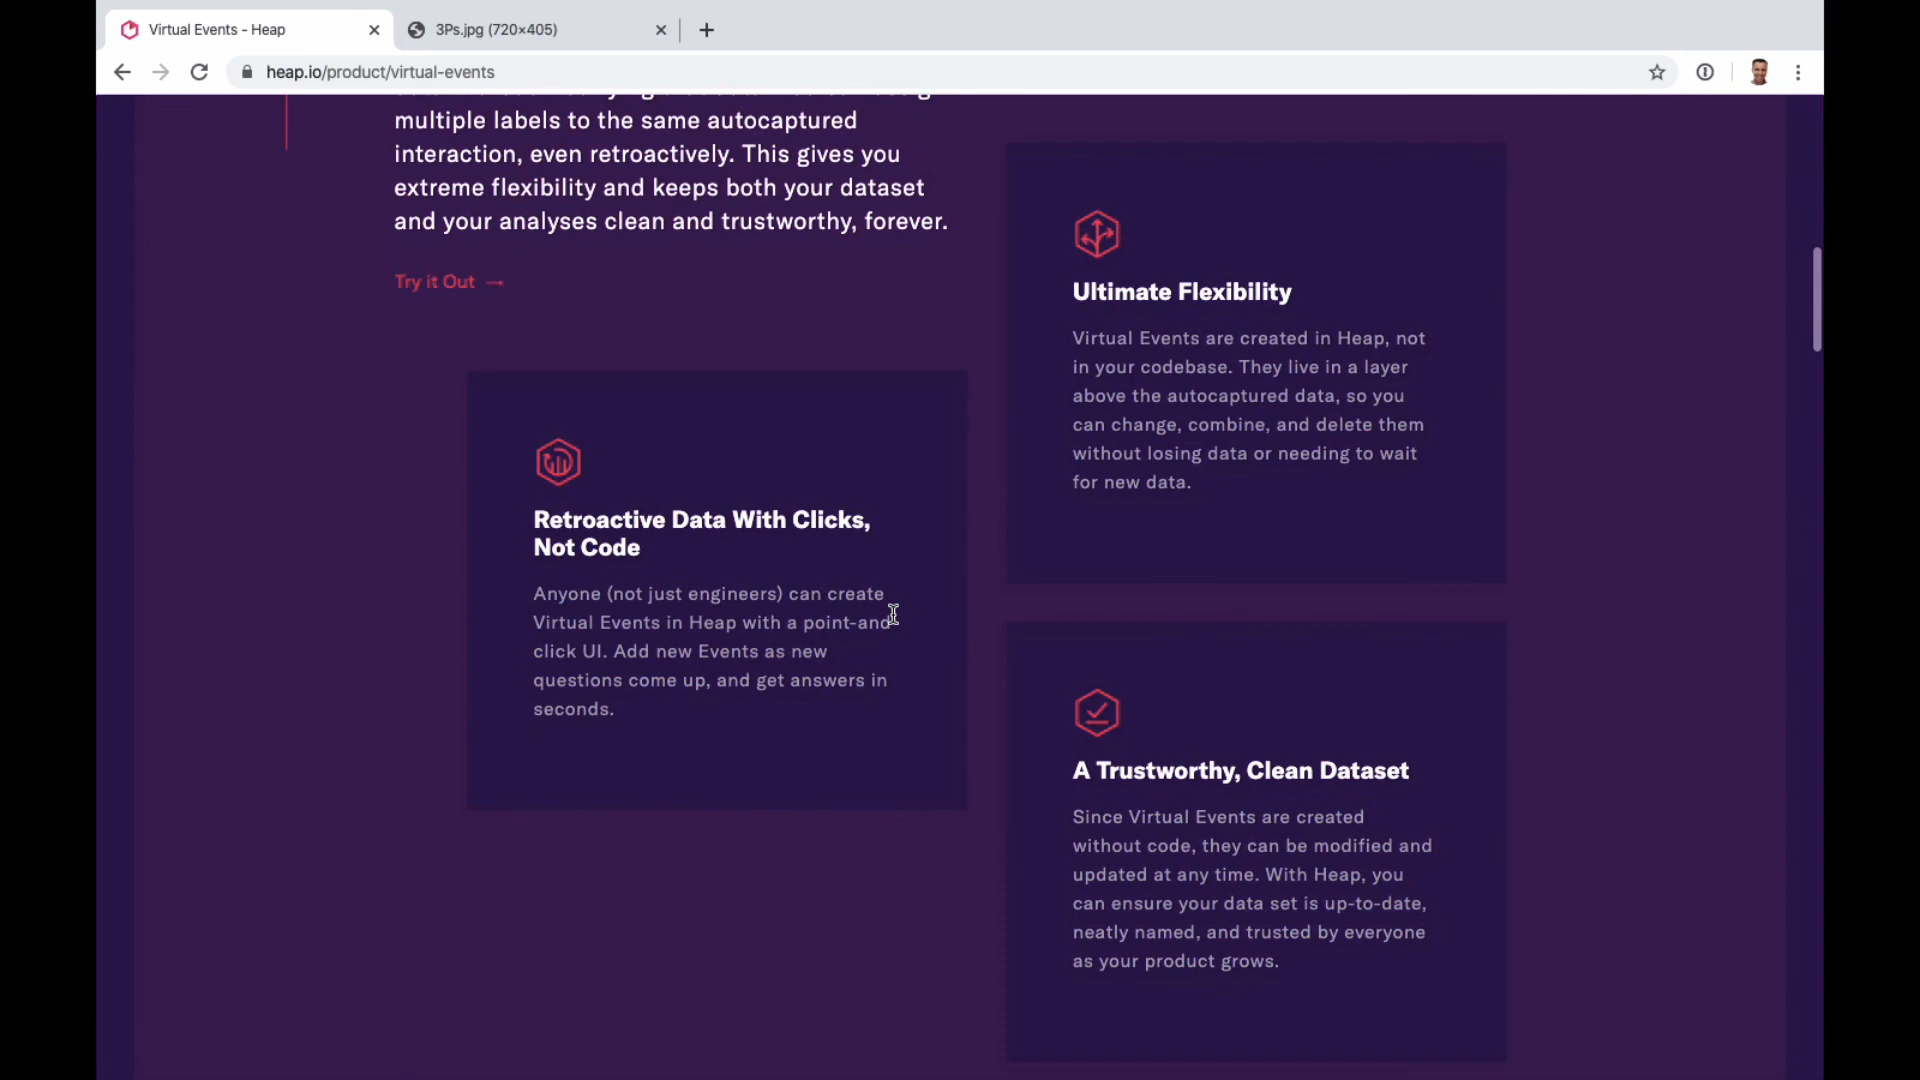 Virtual Events - Heap
3Ps.jpg (720×405)
heap.io/product/virtual-events
multiple labels to the same autocaptured
interaction, even retroactively. This gives you
extreme flexibility and keeps both your dataset
and your analyses clean and trustworthy, forever.
Try it Out →
Retroactive Data With Clicks,
Not Code
Anyone (not just engineers) can create
Virtual Events in Heap with a point-and
click UI. Add new Events as new
questions come up, and get answers in
seconds.
Ultimate Flexibility
Virtual Events are created in Heap, not
in your codebase. They live in a layer
above the autocaptured data, so you
can change, combine, and delete them
without losing data or needing to wait
for new data.
A Trustworthy, Clean Dataset
Since Virtual Events are created
without code, they can be modified and
updated at any time. With Heap, you
can ensure your data set is up-to-date,
neatly named, and trusted by everyone
as your product grows.